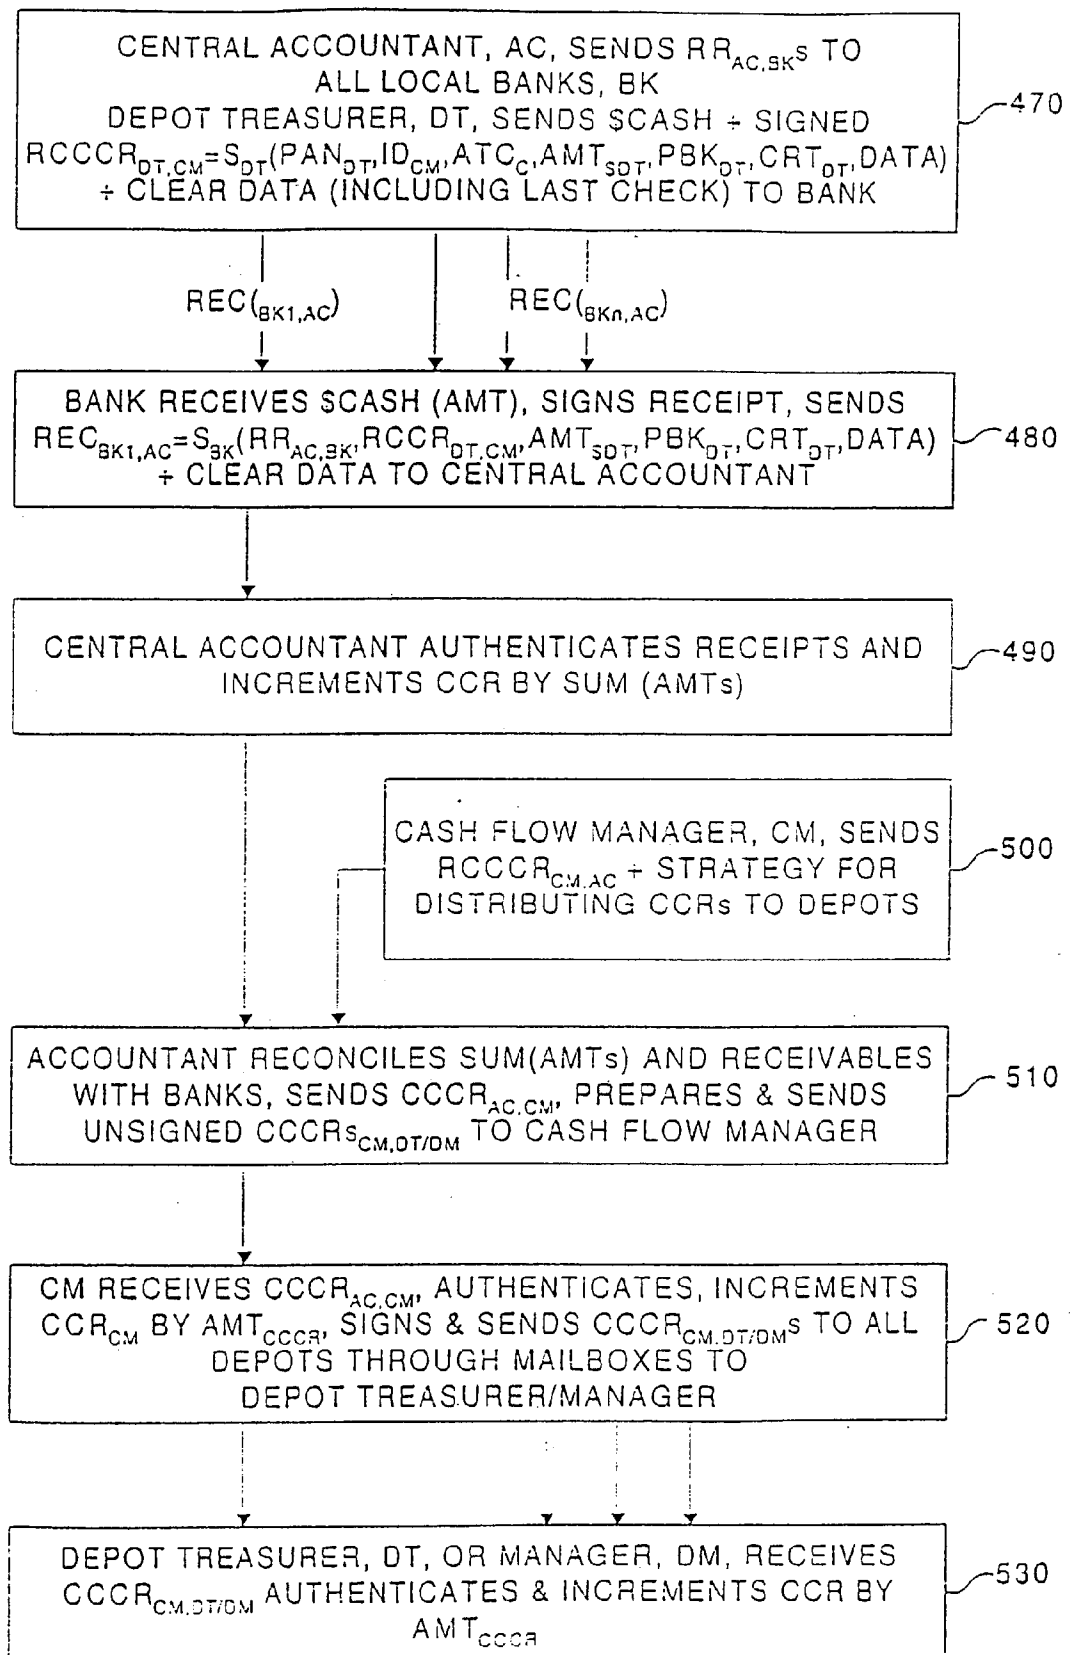 CENTRAL ACCOUNTANT, AC, SENDS RR_AC,BKs TO
ALL LOCAL BANKS, BK
DEPOT TREASURER, DT, SENDS $CASH + SIGNED
RCCCR_DT,CM=S_DT(PAN_DT,ID_CM,ATC_C,AMT_SDT,PBK_DT,CRT_DT,DATA)
+ CLEAR DATA (INCLUDING LAST CHECK) TO BANK
470
REC(BK1,AC) REC(BKn,AC)
BANK RECEIVES $CASH (AMT), SIGNS RECEIPT, SENDS
REC_BK1,AC=S_BK(RR_AC,BK,RCCR_DT,CM,AMT_SDT,PBK_DT,CRT_DT,DATA)
+ CLEAR DATA TO CENTRAL ACCOUNTANT
480
CENTRAL ACCOUNTANT AUTHENTICATES RECEIPTS AND
INCREMENTS CCR BY SUM (AMTs)
490
CASH FLOW MANAGER, CM, SENDS
RCCCR_CM,AC + STRATEGY FOR
DISTRIBUTING CCRs TO DEPOTS
500
ACCOUNTANT RECONCILES SUM(AMTs) AND RECEIVABLES
WITH BANKS, SENDS CCCR_AC,CM, PREPARES & SENDS
UNSIGNED CCCRs_CM,DT/DM TO CASH FLOW MANAGER
510
CM RECEIVES CCCR_AC,CM, AUTHENTICATES, INCREMENTS
CCR_CM BY AMT_CCCR, SIGNS & SENDS CCCR_CM,DT/DMs TO ALL
DEPOTS THROUGH MAILBOXES TO
DEPOT TREASURER/MANAGER
520
DEPOT TREASURER, DT, OR MANAGER, DM, RECEIVES
CCCR_CM,DT/DM AUTHENTICATES & INCREMENTS CCR BY
AMT_CCCR
530